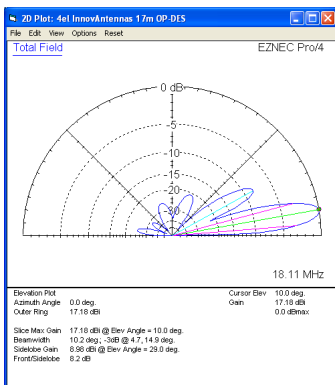 2D Plot: 4el InnovAntennas 17m OP-DES
File Edit View Options Reset
Total Field EZNEC Pro/4
0 dB
-5
-10
-15
-20
-30
18.11 MHz
Elevation Plot Cursor Elev 10.0 deg.
Azimuth Angle 0.0 deg. Gain 17.18 dBi
Outer Ring 17.18 dBi 0.0 dBmax
Slice Max Gain 17.18 dBi @ Elev Angle = 10.0 deg.
Beamwidth 10.2 deg.; -3dB @ 4.7, 14.9 deg.
Sidelobe Gain 8.98 dBi @ Elev Angle = 29.0 deg.
Front/Sidelobe 8.2 dB